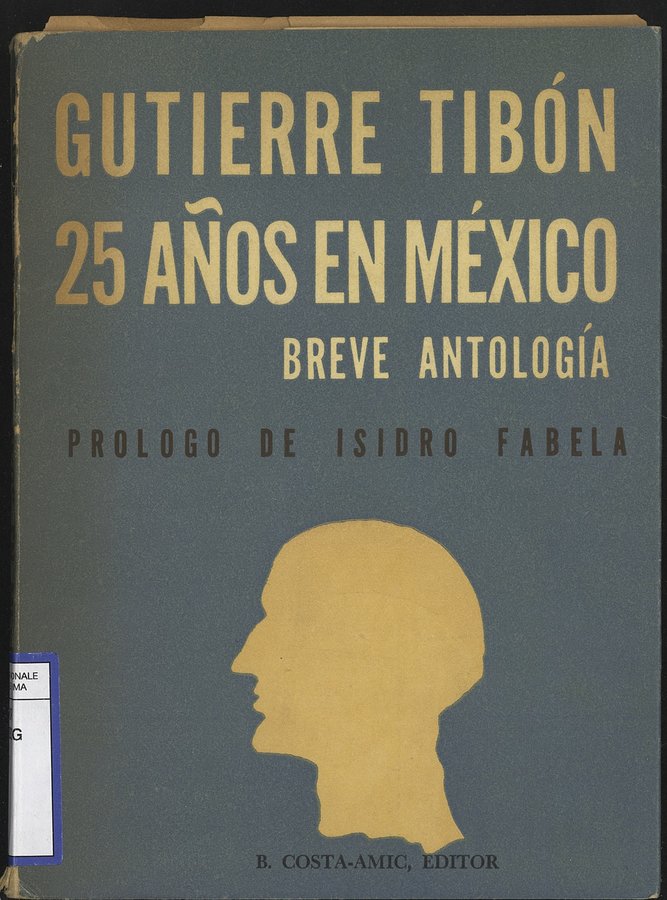 GUTIERRE TIBÓN
25 AÑOS EN MÉXICO
BREVE ANTOLOGÍA
PROLOGO DE ISIDRO FABELA
B. COSTA-AMIC, EDITOR